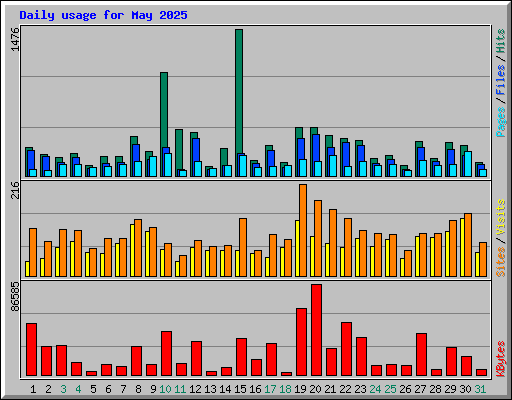 Daily usage for May 2025
1476
Pages / Files / Hits
216
Sites / Visits
86585
KBytes
1 2 3 4 5 6 7 8 9 10 11 12 13 14 15 16 17 18 19 20 21 22 23 24 25 26 27 28 29 30 31